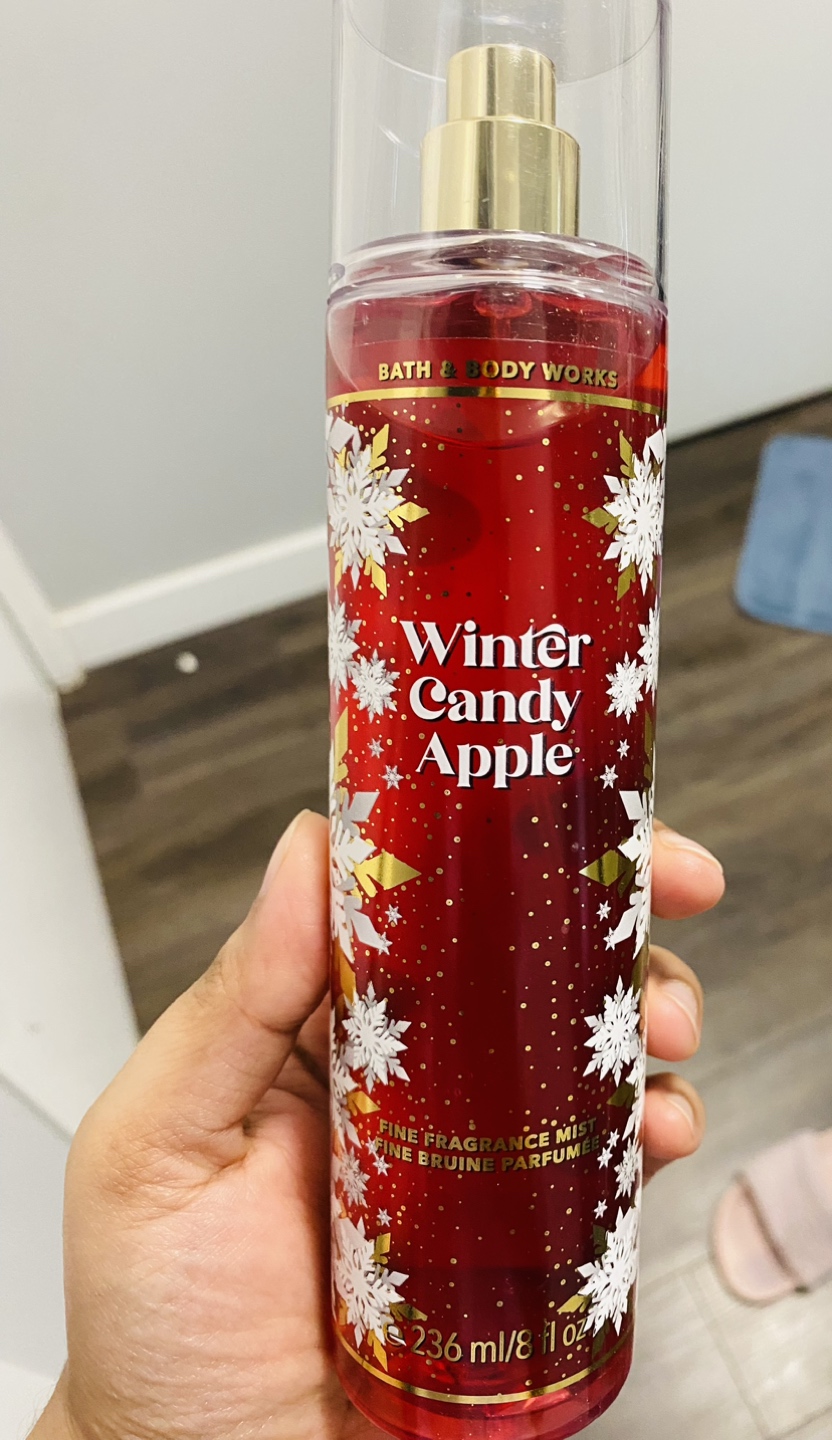 BATH & BODY WORKS
Winter
Candy
Apple
FINE FRAGRANCE MIST
FINE BRUINE PARFUMÉE
℮ 236 ml/8 fl oz